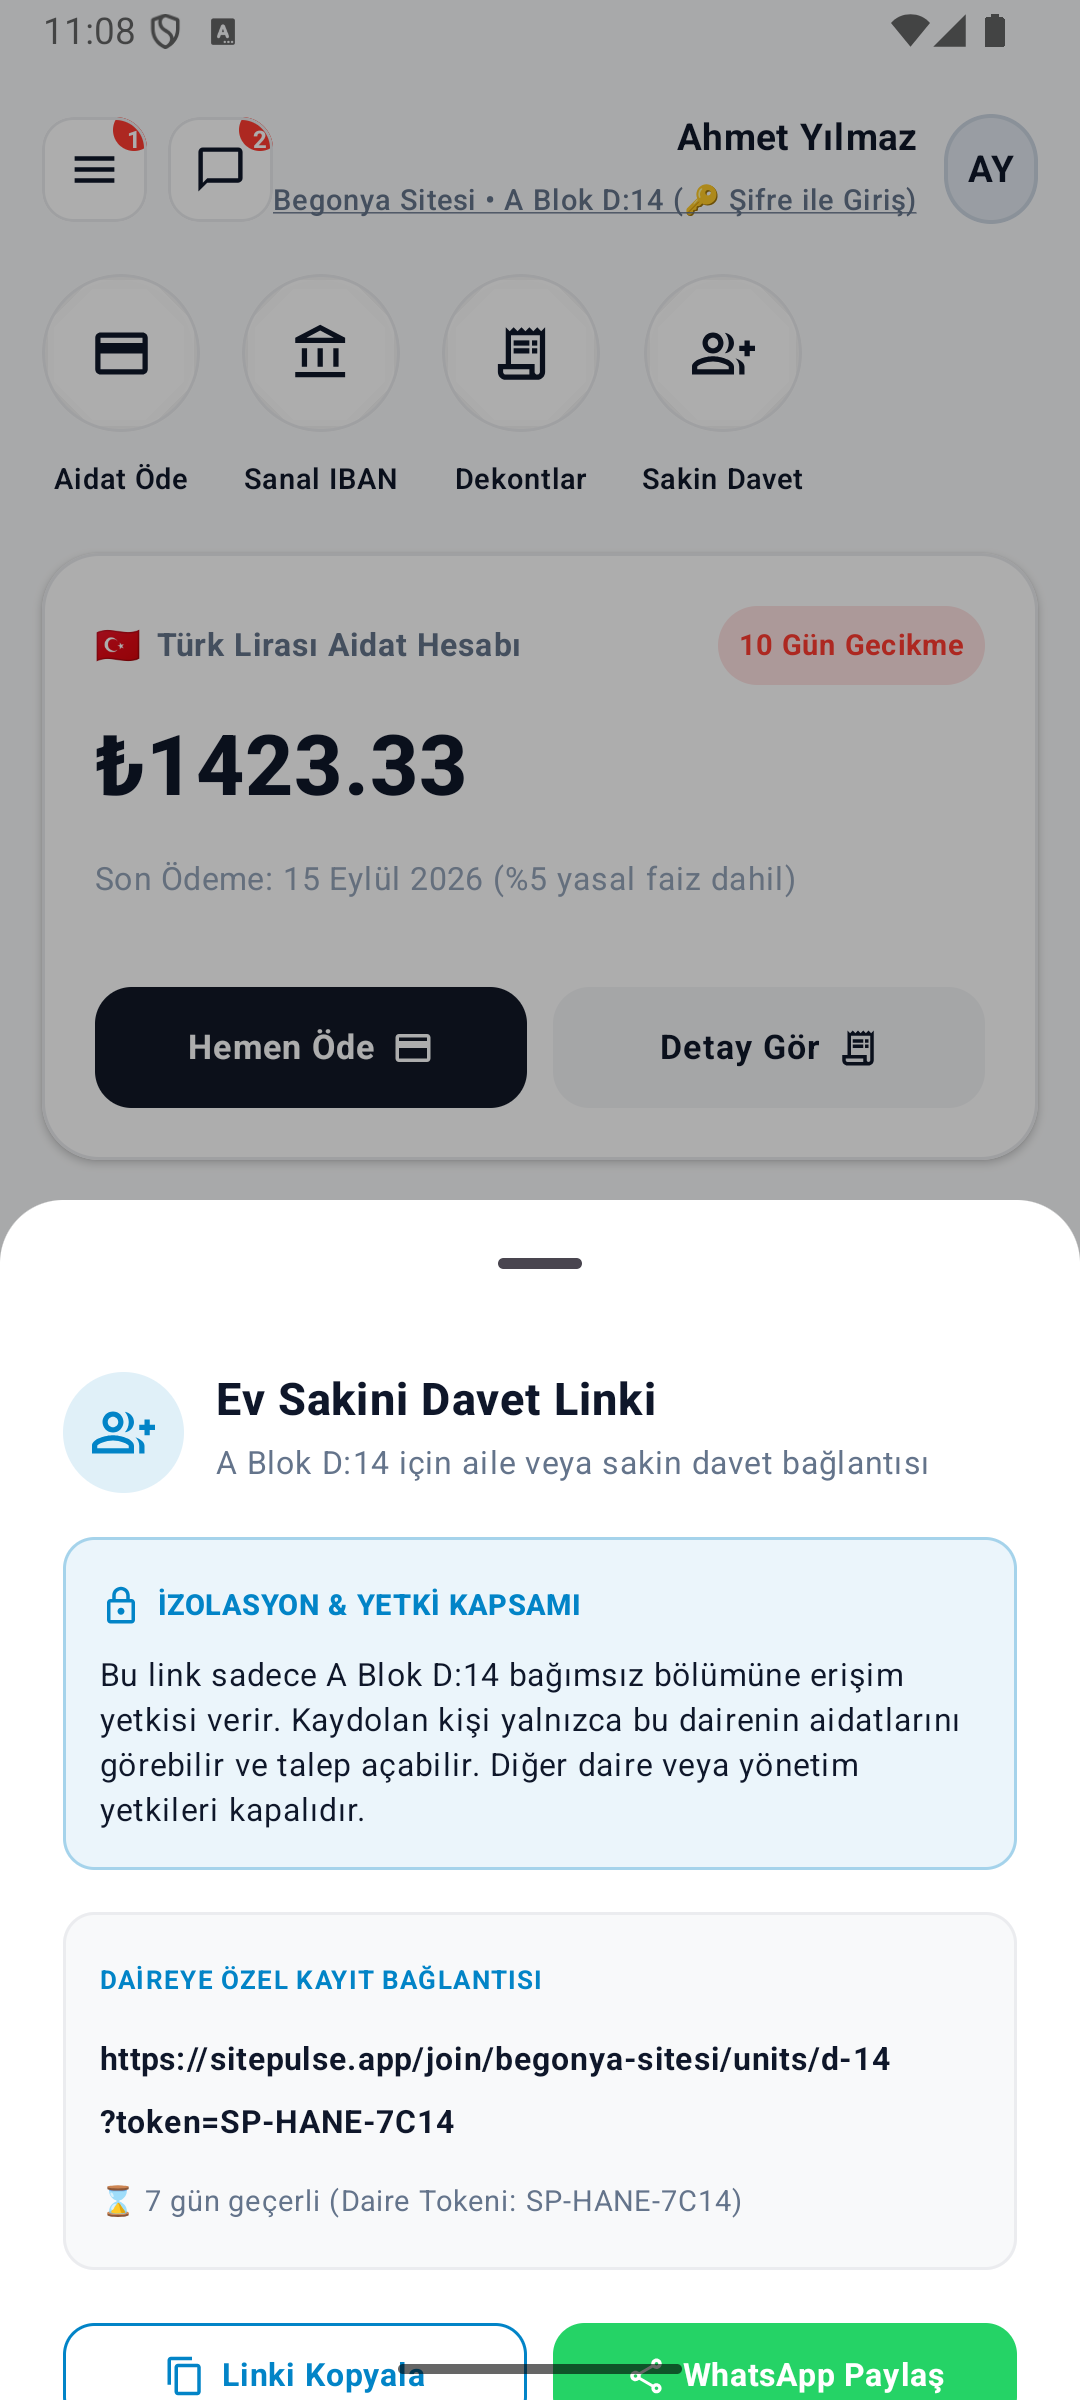 11:08
1
2
Ahmet Yılmaz
AY
Begonya Sitesi • A Blok D:14 (🔑 Şifre ile Giriş)
Aidat Öde
Sanal IBAN
Dekontlar
Sakin Davet
🇹🇷 Türk Lirası Aidat Hesabı
10 Gün Gecikme
₺1423.33
Son Ödeme: 15 Eylül 2026 (%5 yasal faiz dahil)
Hemen Öde
Detay Gör
Ev Sakini Davet Linki
A Blok D:14 için aile veya sakin davet bağlantısı
İZOLASYON & YETKİ KAPSAMI
Bu link sadece A Blok D:14 bağımsız bölümüne erişim
yetkisi verir. Kaydolan kişi yalnızca bu dairenin aidatlarını
görebilir ve talep açabilir. Diğer daire veya yönetim
yetkileri kapalıdır.
DAİREYE ÖZEL KAYIT BAĞLANTISI
https://sitepulse.app/join/begonya-sitesi/units/d-14
?token=SP-HANE-7C14
⌛ 7 gün geçerli (Daire Tokeni: SP-HANE-7C14)
Linki Kopyala
WhatsApp Paylaş